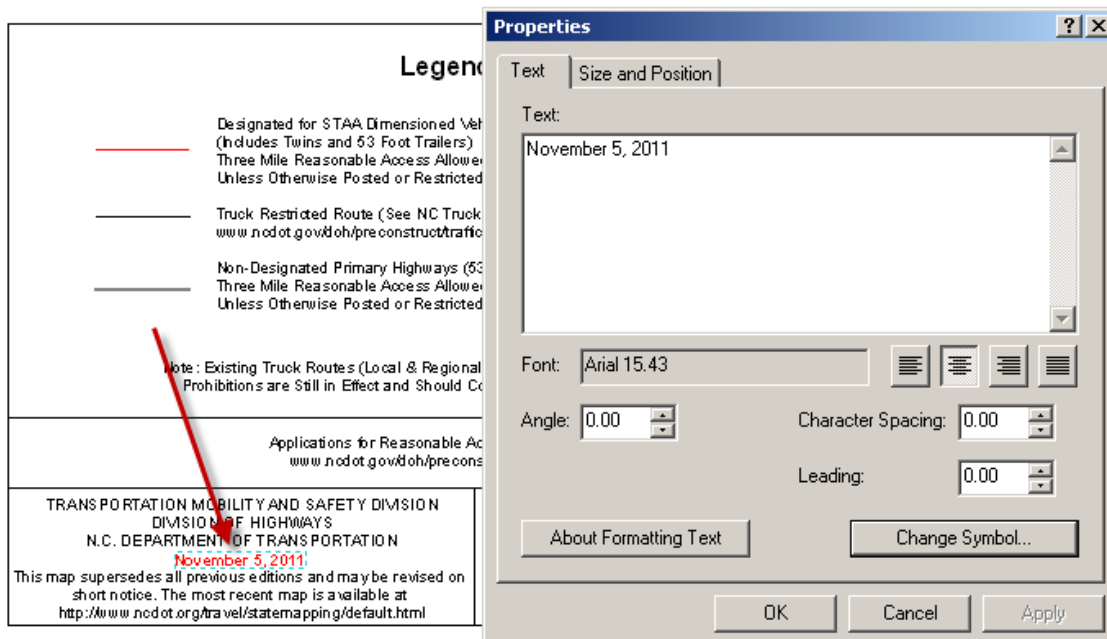 Legen
Designated for STAA Dimensioned Veh
(Includes Twins and 53 Foot Trailers)
Three Mile Reasonable Access Allowe
Unless Otherwise Posted or Restricted
Truck Restricted Route (See NC Truck
www.ncdot.gov/doh/preconstruct/traffic
Non-Designated Primary Highways (53
Three Mile Reasonable Access Allowe
Unless Otherwise Posted or Restricted
Note: Existing Truck Routes (Local & Regional
Prohibitions are Still in Effect and Should Co
Applications for Reasonable Ac
www.ncdot.gov/doh/precons
TRANSPORTATION MOBILITY AND SAFETY DIVISION
DIVISION OF HIGHWAYS
N.C. DEPARTMENT OF TRANSPORTATION
November 5, 2011
This map supersedes all previous editions and may be revised on
short notice. The most recent map is available at
http://www.ncdot.org/travel/statemapping/default.html
Properties
Text Size and Position
Text:
November 5, 2011
Font: Arial 15.43
Angle: 0.00 Character Spacing: 0.00
Leading: 0.00
About Formatting Text Change Symbol...
OK Cancel Apply